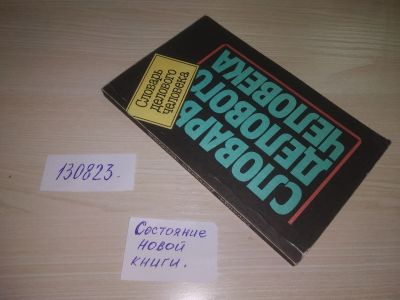 Словарь
делового
человека
СЛОВАРЬ
ДЕЛОВОГО
ЧЕЛОВЕКА
130823.
Состояние
новой
книги.